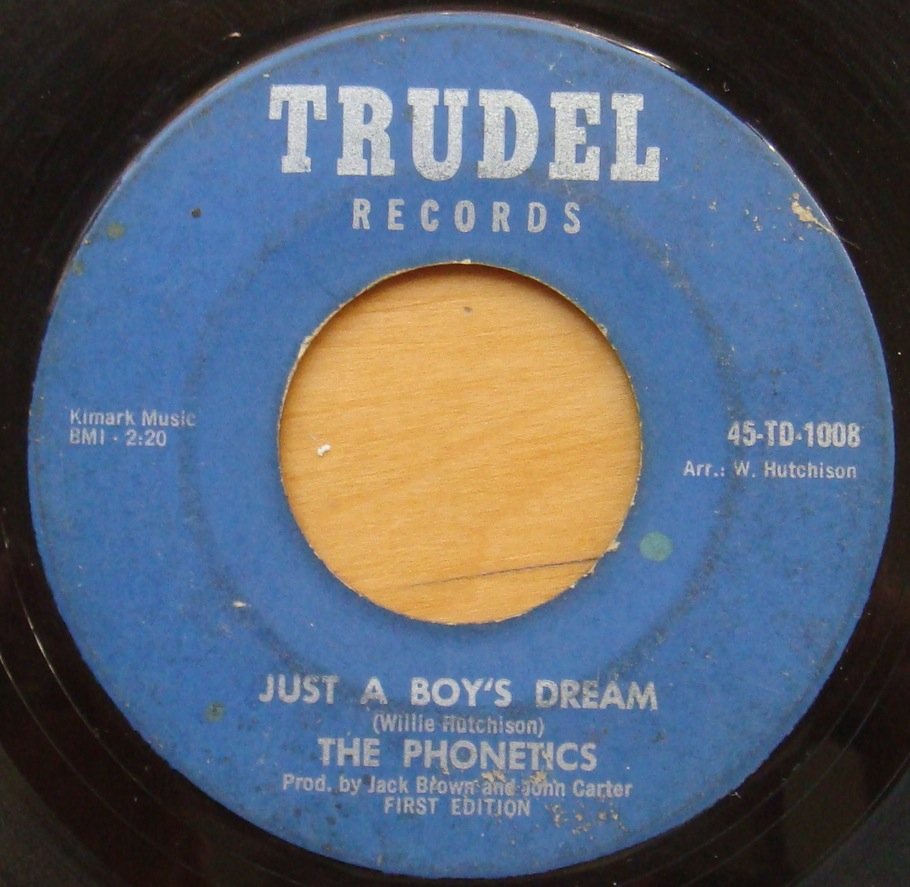 TRUDEL
RECORDS
Kimark Music
BMI - 2:20
45-TD-1008
Arr.: W. Hutchison
JUST A BOY'S DREAM
(Willie Hutchison)
THE PHONETICS
Prod. by Jack Brown and John Carter
FIRST EDITION